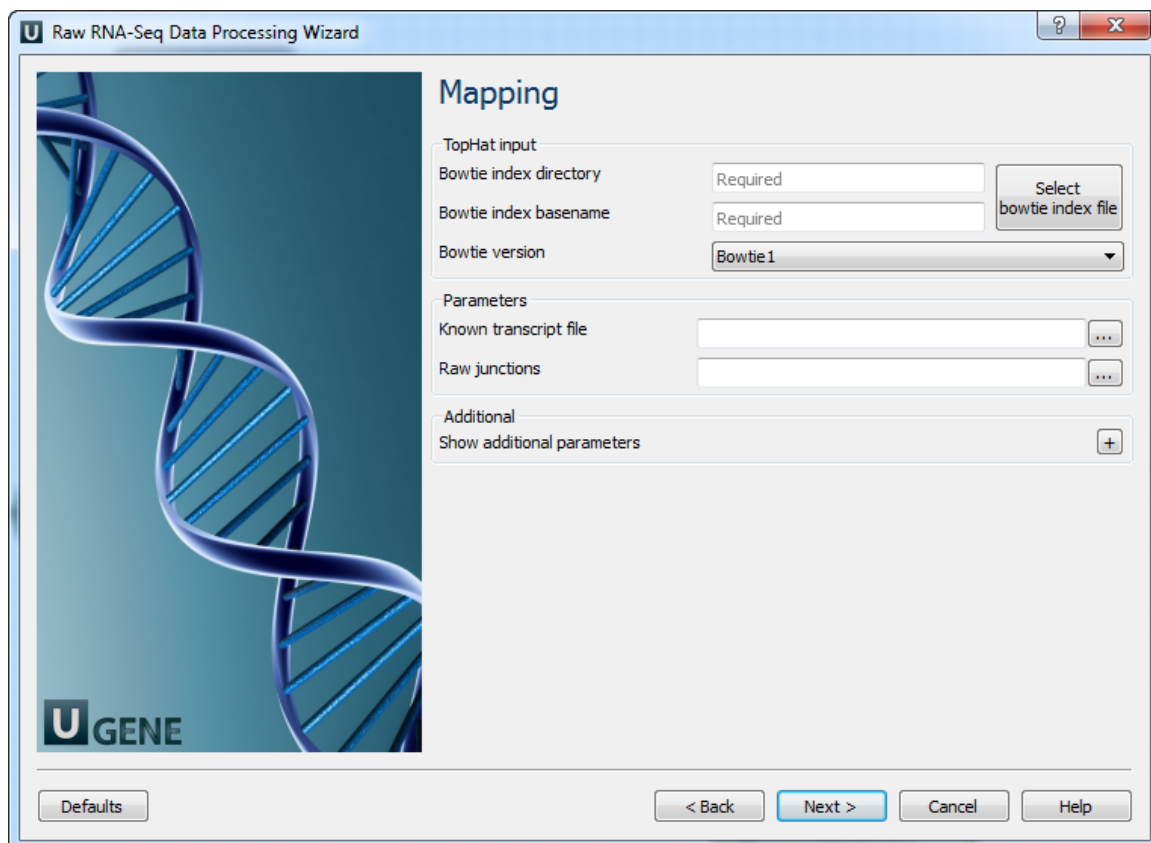 U Raw RNA-Seq Data Processing Wizard
? X
Mapping
TopHat input
Bowtie index directory Required
Select
bowtie index file
Bowtie index basename Required
Bowtie version Bowtie1
Parameters
Known transcript file ...
Raw junctions ...
Additional
Show additional parameters +
U GENE
Defaults < Back Next > Cancel Help